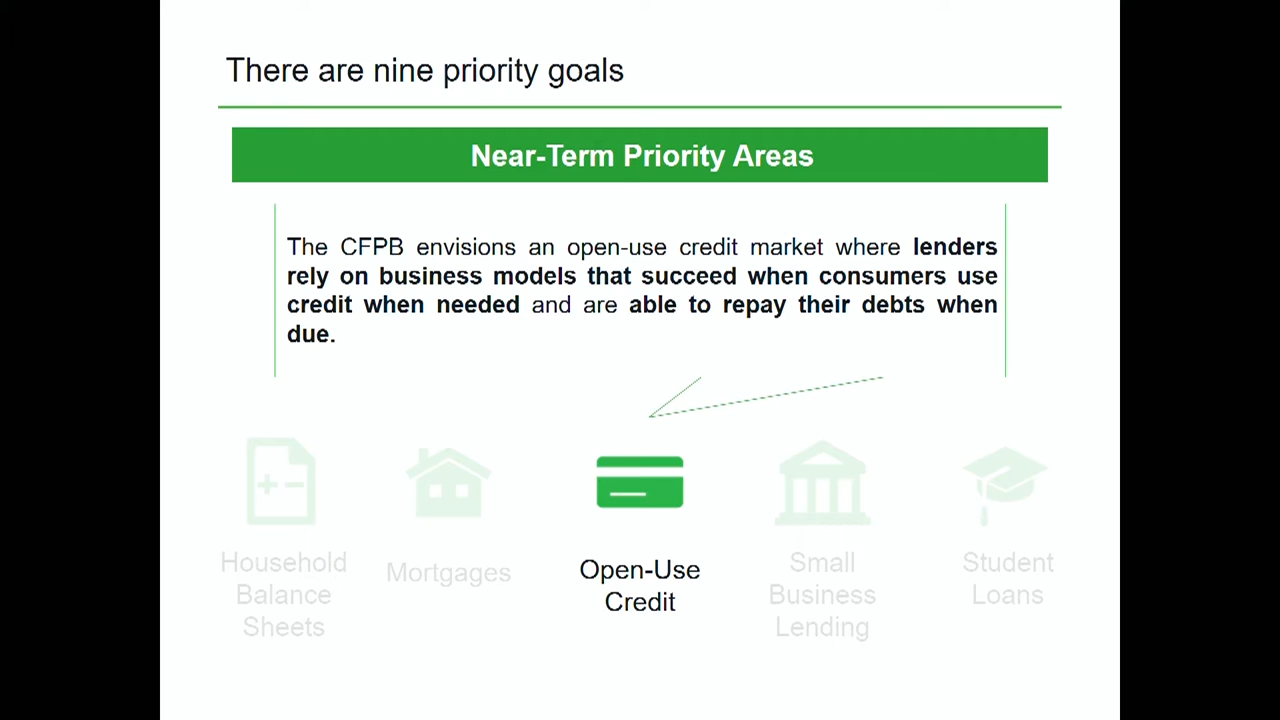 There are nine priority goals
Near-Term Priority Areas
The CFPB envisions an open-use credit market where lenders
rely on business models that succeed when consumers use
credit when needed and are able to repay their debts when
due.
Household
Balance
Sheets
Mortgages
Open-Use
Credit
Small
Business
Lending
Student
Loans